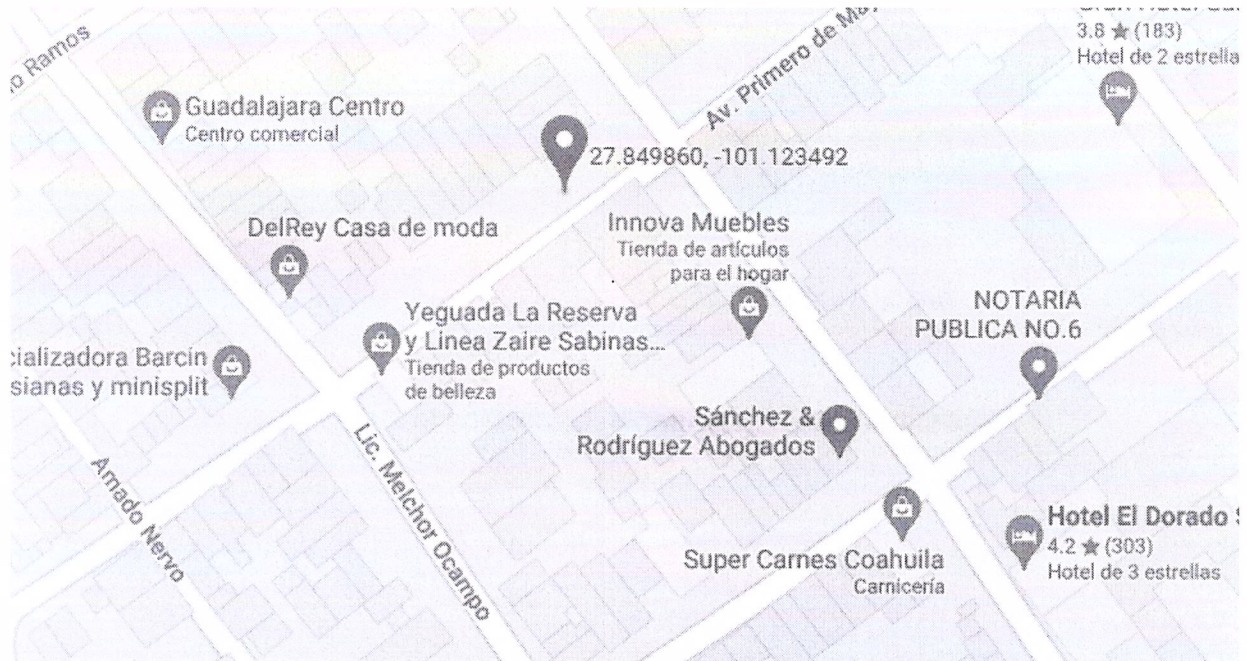 3.8 ★ (183)
Hotel de 2 estrella
Ramos
Av. Primero de May
Guadalajara Centro
Centro comercial
27.849860, -101.123492
DelRey Casa de moda
Innova Muebles
Tienda de artículos
para el hogar
NOTARIA
PUBLICA NO.6
Yeguada La Reserva
y Linea Zaire Sabinas...
Tienda de productos
de belleza
cializadora Barcin
sianas y minisplit
Sánchez &
Rodríguez Abogados
Lic. Melchor Ocampo
Amado Nervo
Super Carnes Coahuila
Carnicería
Hotel El Dorado
4.2 ★ (303)
Hotel de 3 estrellas